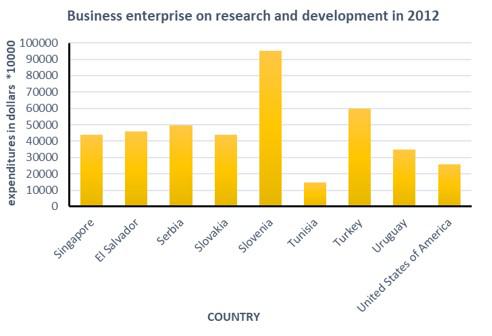 Business enterprise on research and development in 2012
expenditures in dollars *10000
100000
90000
80000
70000
60000
50000
40000
30000
20000
10000
0
Singapore
El Salvador
Serbia
Slovakia
Slovenia
Tunisia
Turkey
Uruguay
United States of America
COUNTRY